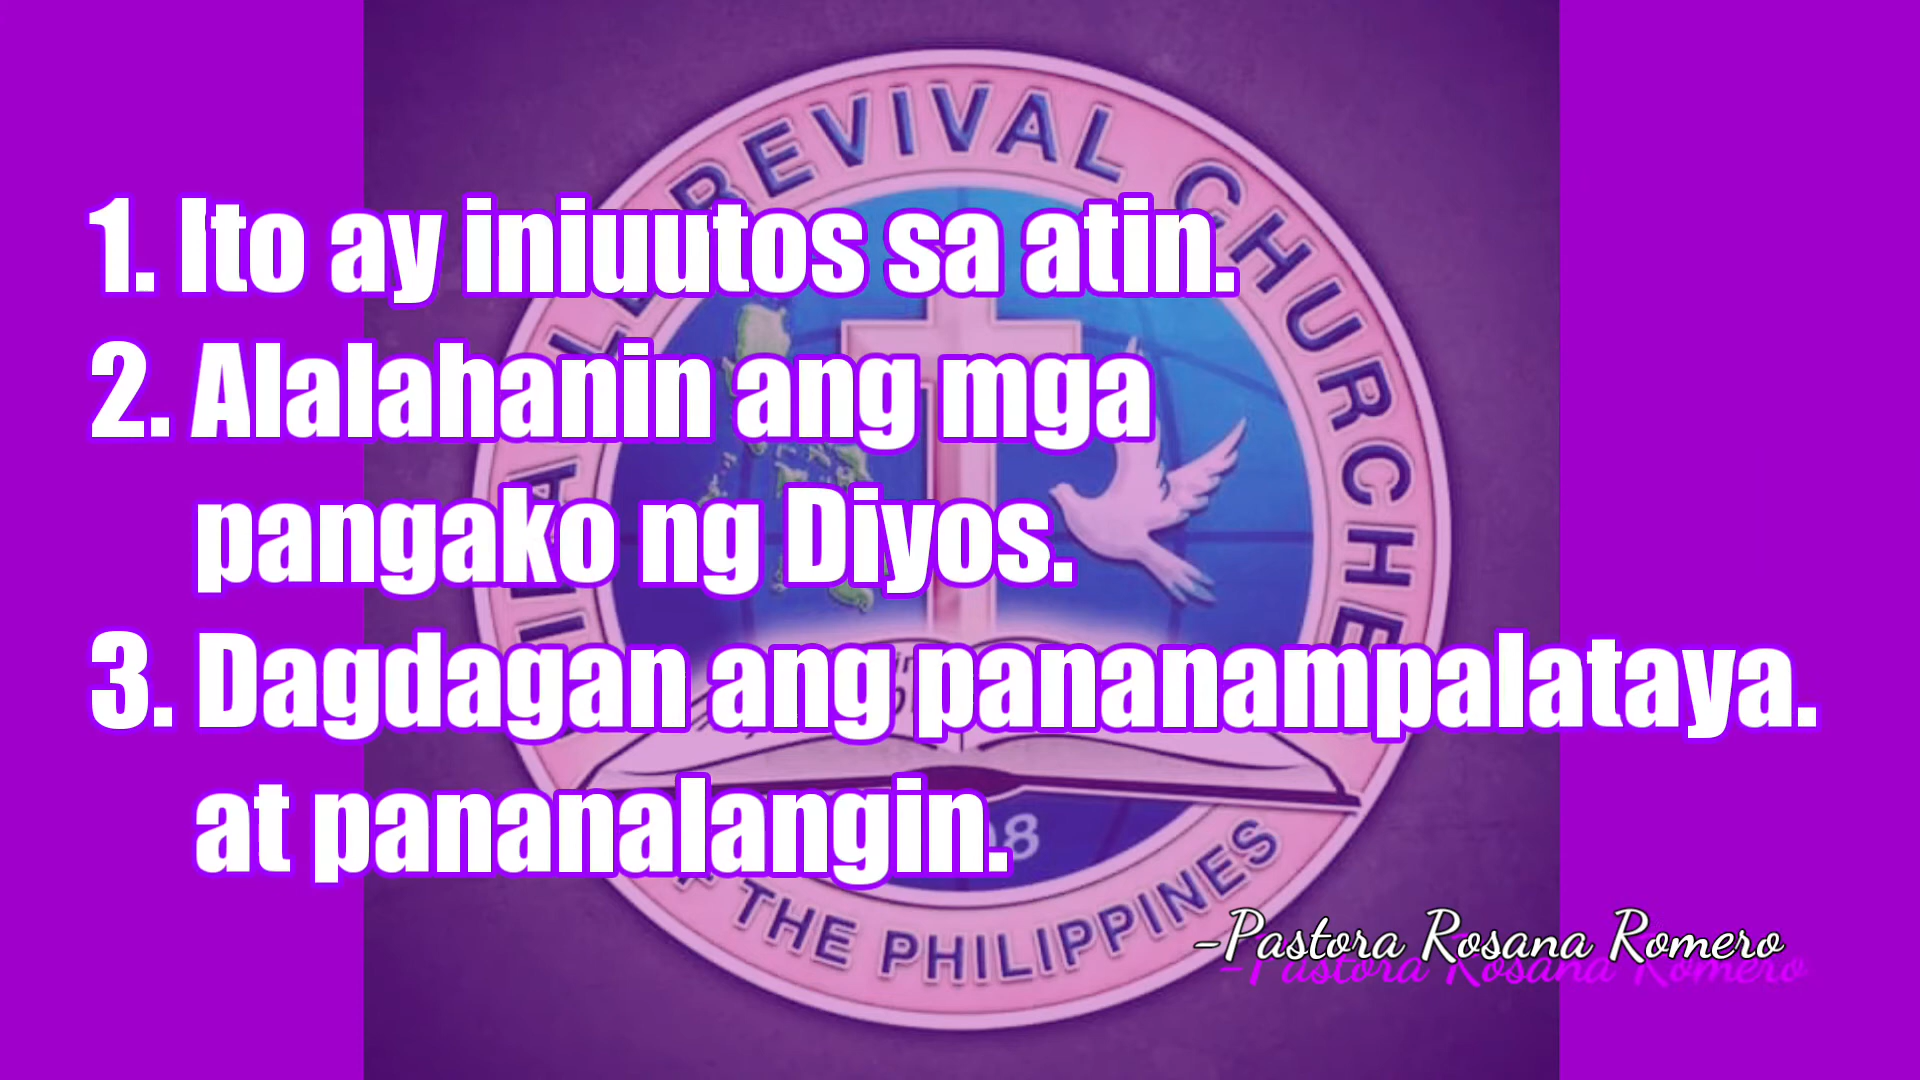 REVIVAL CHURCHES
1. Ito ay iniuutos sa atin.
2. Alalahanin ang mga
pangako ng Diyos.
3. Dagdagan ang pananampalataya.
at pananalangin.
THE PHILIPPINES
-Pastora Rosana Romero